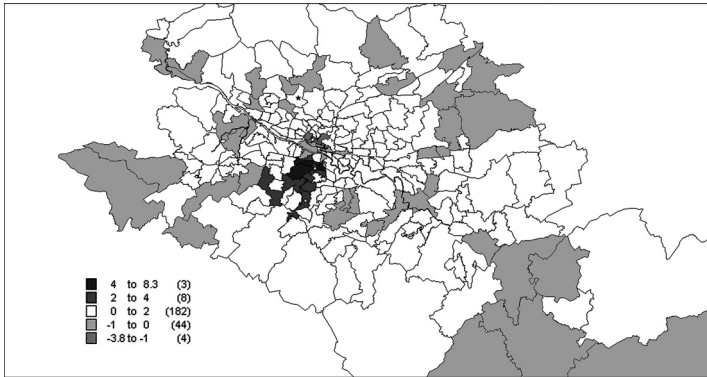 4 to 8.3 (3)
2 to 4 (8)
0 to 2 (182)
-1 to 0 (44)
-3.8 to -1 (4)